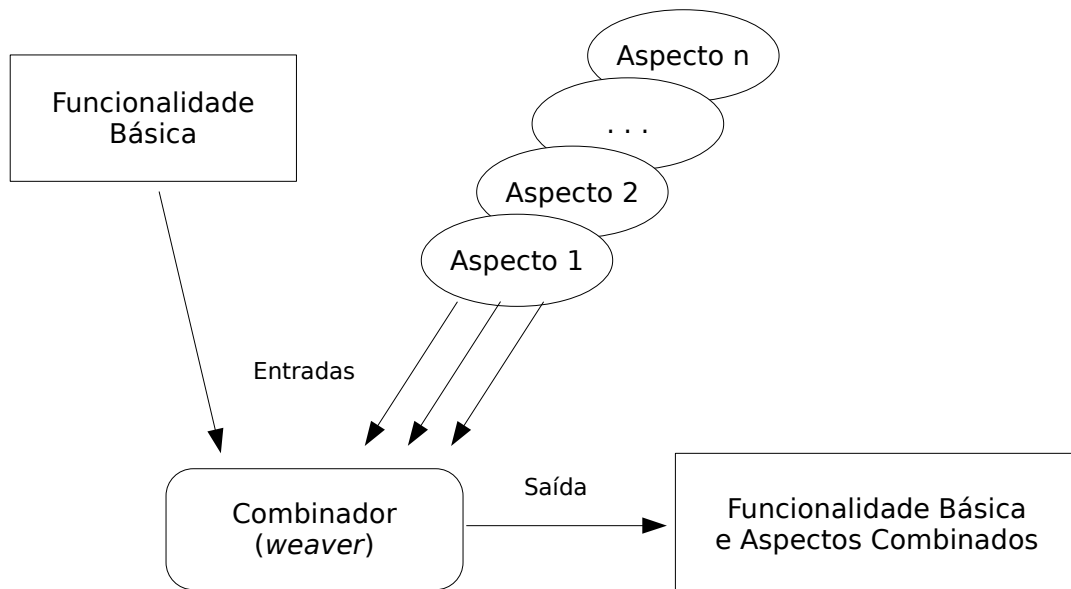 Aspecto n
Funcionalidade
Básica
. . .
Aspecto 2
Aspecto 1
Entradas
Saída
Combinador
(weaver)
Funcionalidade Básica
e Aspectos Combinados